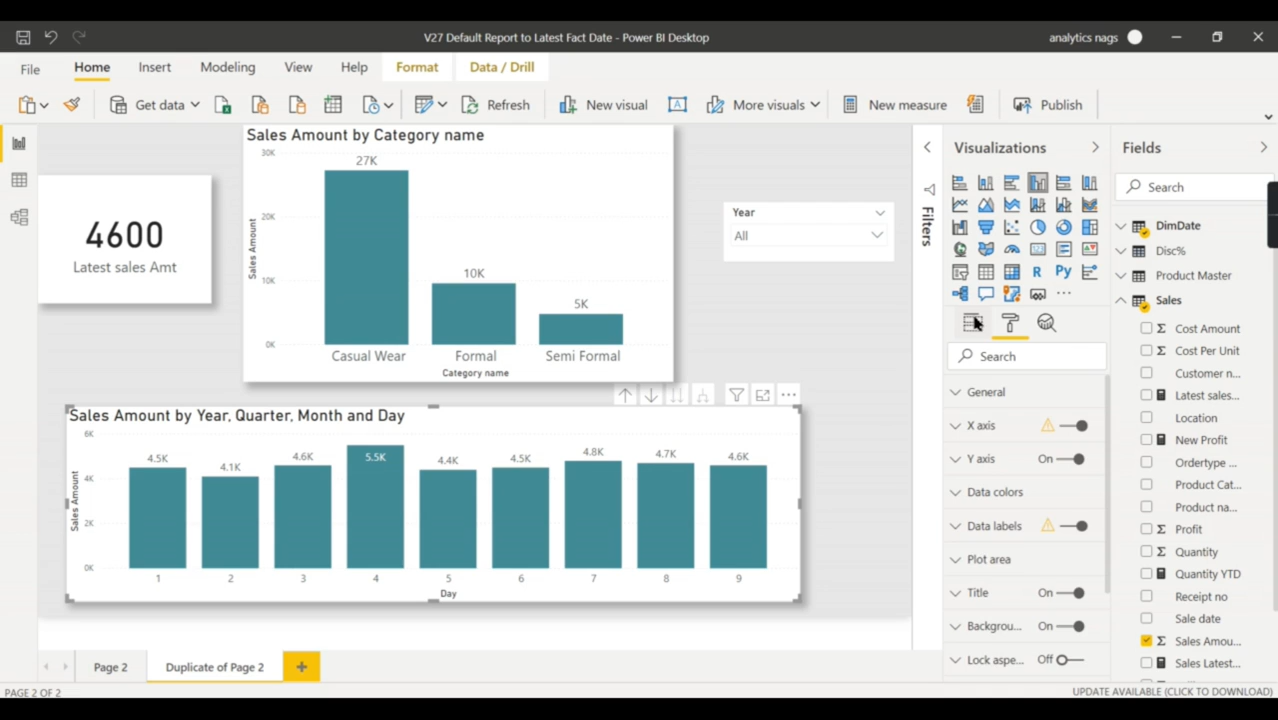 V27 Default Report to Latest Fact Date - Power BI Desktop
analytics nags
File
Home
Insert
Modeling
View
Help
Format
Data / Drill
Get data
Refresh
New visual
More visuals
New measure
Publish
4600
Latest sales Amt
Sales Amount by Category name
30K
20K
10K
0K
Sales Amount
27K
10K
5K
Casual Wear
Formal
Semi Formal
Category name
Year
All
Sales Amount by Year, Quarter, Month and Day
6K
4K
2K
0K
Sales Amount
4.5K
4.1K
4.6K
5.5K
4.4K
4.5K
4.8K
4.7K
4.6K
1
2
3
4
5
6
7
8
9
Day
Filters
Visualizations
R
Py
Search
General
X axis
Y axis
On
Data colors
Data labels
Plot area
Title
On
Backgrou...
On
Lock aspe...
Off
Fields
Search
DimDate
Disc%
Product Master
Sales
Cost Amount
Cost Per Unit
Customer n...
Latest sales...
Location
New Profit
Ordertype ...
Product Cat...
Product na...
Profit
Quantity
Quantity YTD
Receipt no
Sale date
Sales Amou...
Sales Latest...
Page 2
Duplicate of Page 2
PAGE 2 OF 2
UPDATE AVAILABLE (CLICK TO DOWNLOAD)